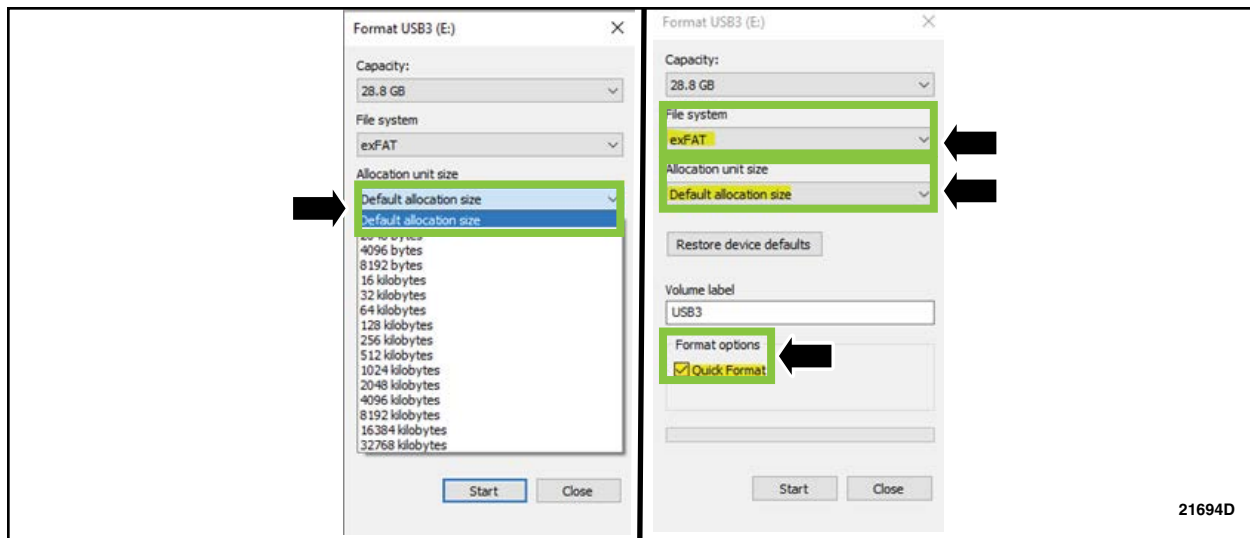 Format USB3 (E:)
Capacity:
28.8 GB
File system
exFAT
Allocation unit size
Default allocation size
Default allocation size
2048 bytes
4096 bytes
8192 bytes
16 kilobytes
32 kilobytes
64 kilobytes
128 kilobytes
256 kilobytes
512 kilobytes
1024 kilobytes
2048 kilobytes
4096 kilobytes
8192 kilobytes
16384 kilobytes
32768 kilobytes
Start Close
Format USB3 (E:)
Capacity:
28.8 GB
File system
exFAT
Allocation unit size
Default allocation size
Restore device defaults
Volume label
USB3
Format options
Quick Format
Start Close
21694D